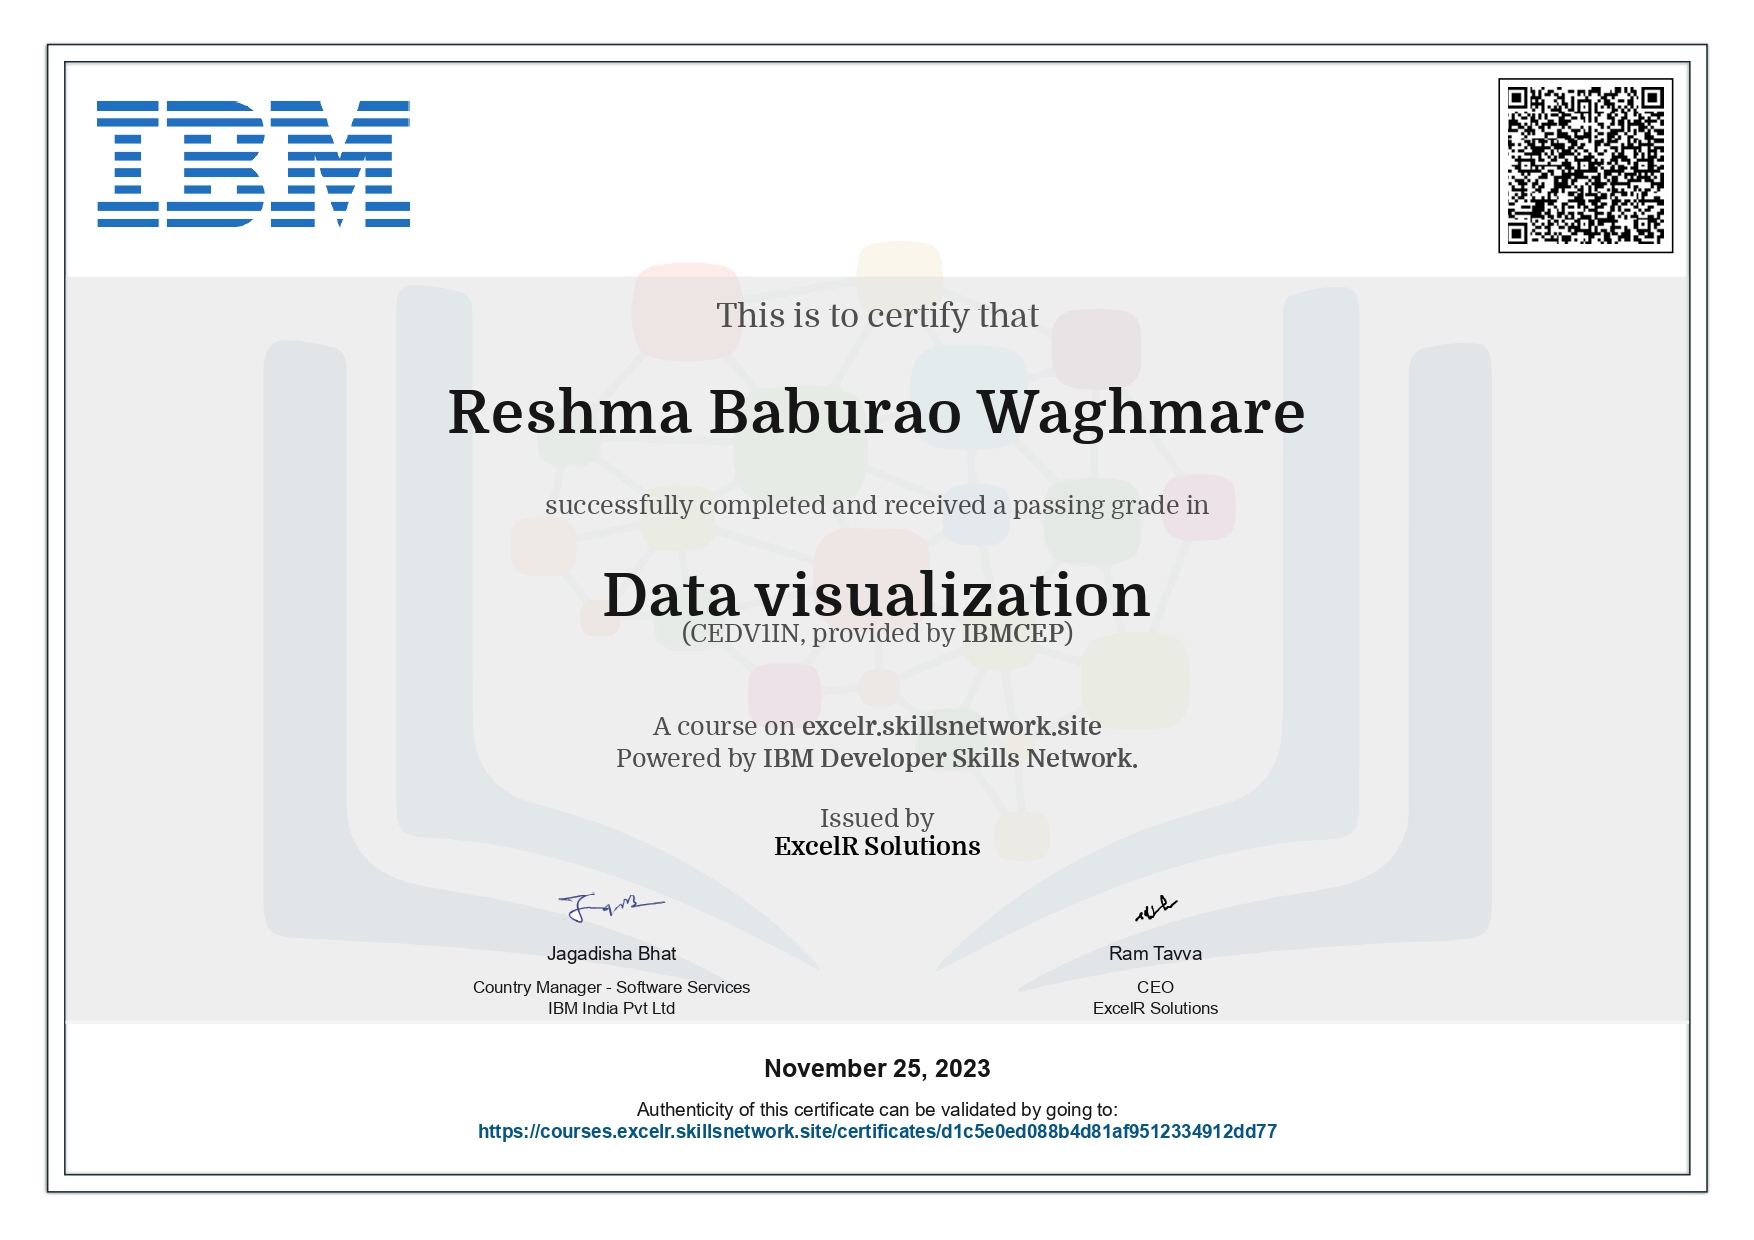 IBM
This is to certify that
Reshma Baburao Waghmare
successfully completed and received a passing grade in
Data visualization
(CEDV1IN, provided by IBMCEP)
A course on excelr.skillsnetwork.site
Powered by IBM Developer Skills Network.
Issued by
ExcelR Solutions
Jagadisha Bhat
Country Manager - Software Services
IBM India Pvt Ltd
Ram Tavva
CEO
ExcelR Solutions
November 25, 2023
Authenticity of this certificate can be validated by going to:
https://courses.excelr.skillsnetwork.site/certificates/d1c5e0ed088b4d81af9512334912dd77